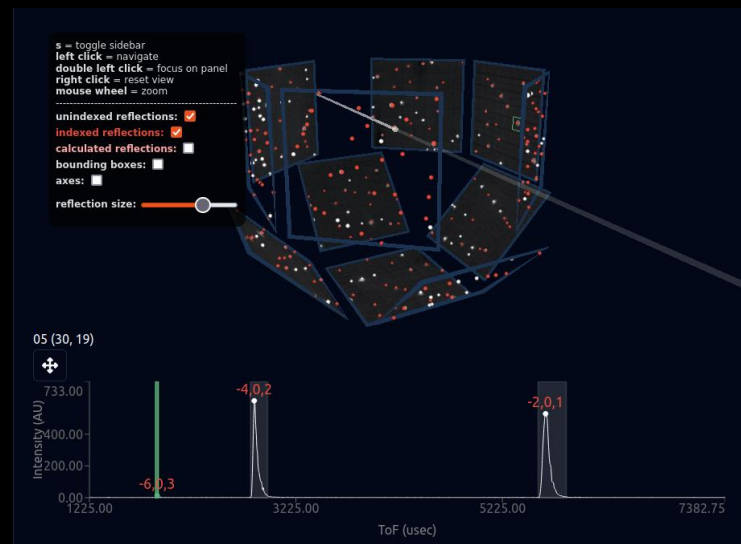 s = toggle sidebar
left click = navigate
double left click = focus on panel
right click = reset view
mouse wheel = zoom
unindexed reflections:
indexed reflections:
calculated reflections:
bounding boxes:
axes:
reflection size:
05 (30, 19)
733.00
400.00
200.00
0.00
Intensity (AU)
-6,0,3
-4,0,2
-2,0,1
1225.00 3225.00 5225.00 7382.75
ToF (usec)